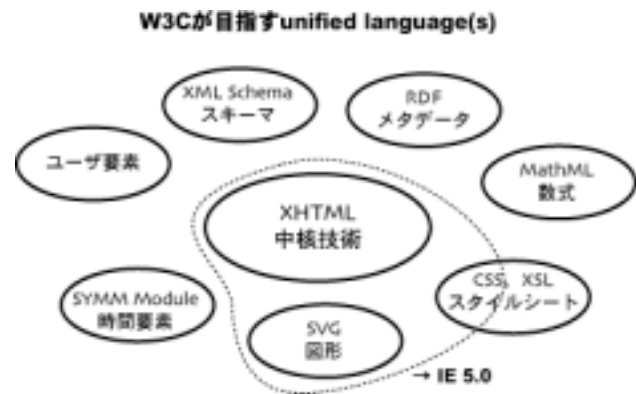 W3Cが目指すunified language(s)
XML Schema
スキーマ
RDF
メタデータ
ユーザ要素
MathML
数式
XHTML
中核技術
CSS, XSL
スタイルシート
SYMM Module
時間要素
SVG
図形
→ IE 5.0